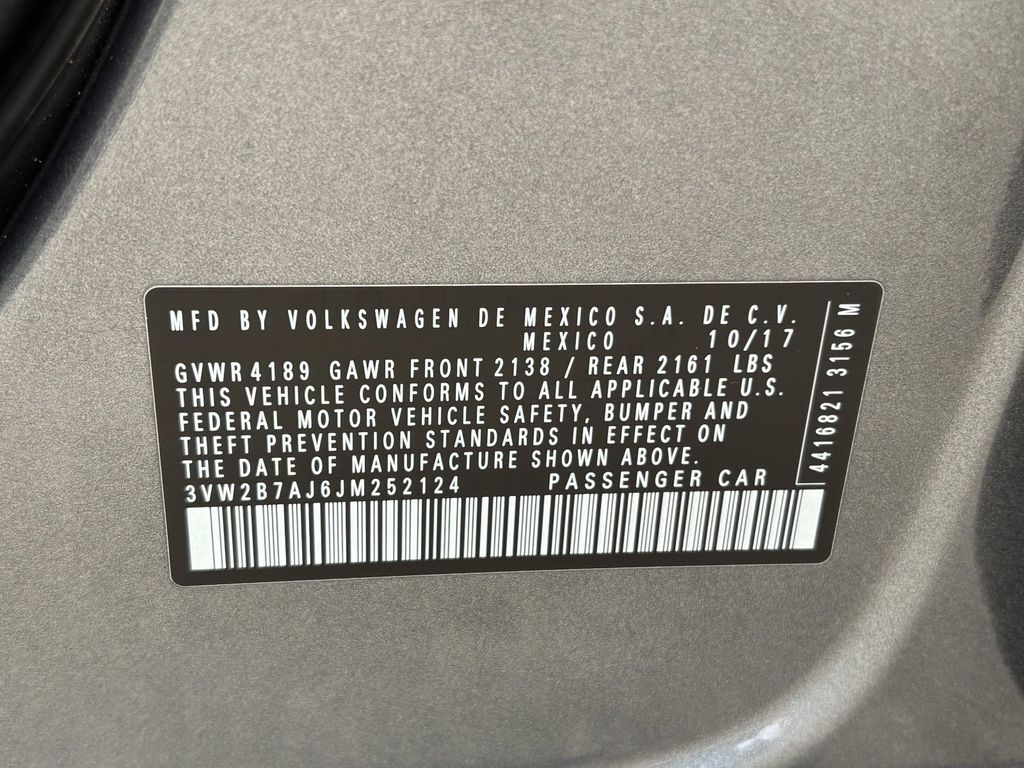 MFD BY VOLKSWAGEN DE MEXICO S.A. DE C.V.
MEXICO 10/17
GVWR 4189 GAWR FRONT 2138 / REAR 2161 LBS
THIS VEHICLE CONFORMS TO ALL APPLICABLE U.S.
FEDERAL MOTOR VEHICLE SAFETY, BUMPER AND
THEFT PREVENTION STANDARDS IN EFFECT ON
THE DATE OF MANUFACTURE SHOWN ABOVE.
3VW2B7AJ6JM252124 PASSENGER CAR
4416821 3156 M